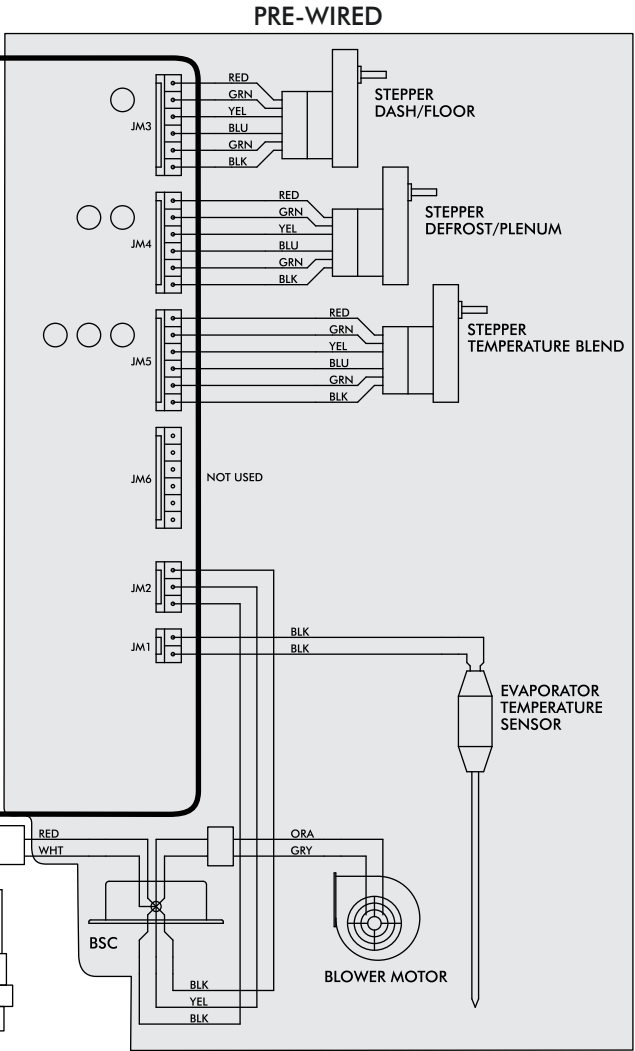 PRE-WIRED
JM3
RED
GRN
YEL
BLU
GRN
BLK
STEPPER
DASH/FLOOR
JM4
RED
GRN
YEL
BLU
GRN
BLK
STEPPER
DEFROST/PLENUM
JM5
RED
GRN
YEL
BLU
GRN
BLK
STEPPER
TEMPERATURE BLEND
JM6
NOT USED
JM2
JM1
BLK
BLK
EVAPORATOR
TEMPERATURE
SENSOR
RED
WHT
ORA
GRY
BSC
BLOWER MOTOR
BLK
YEL
BLK